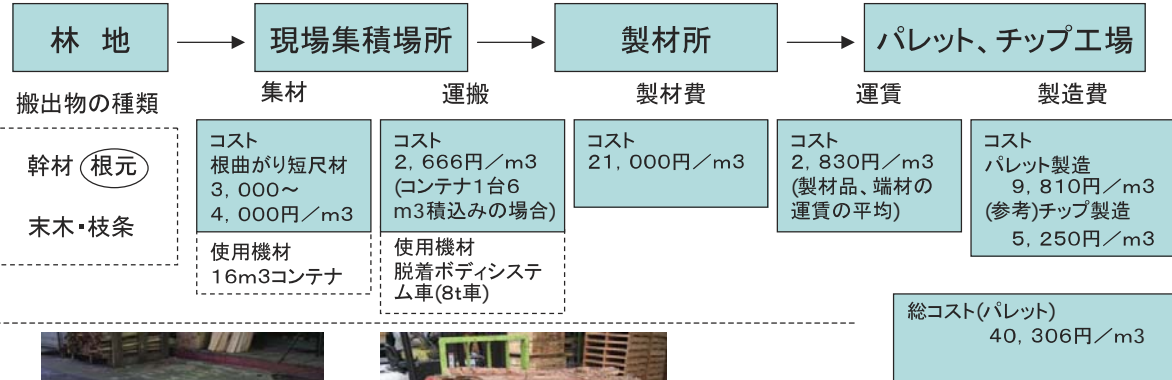 林 地
現場集積場所
製材所
パレット、チップ工場
搬出物の種類
集材
運搬
製材費
運賃
製造費
幹材 根元
末木・枝条
コスト
根曲がり短尺材
3,000~
4,000円/m3
使用機材
16m3コンテナ
コスト
2,666円/m3
(コンテナ1台6
m3積込みの場合)
使用機材
脱着ボディシステ
ム車(8t車)
コスト
21,000円/m3
コスト
2,830円/m3
(製材品、端材の
運賃の平均)
コスト
パレット製造
9,810円/m3
(参考)チップ製造
5,250円/m3
総コスト(パレット)
40,306円/m3